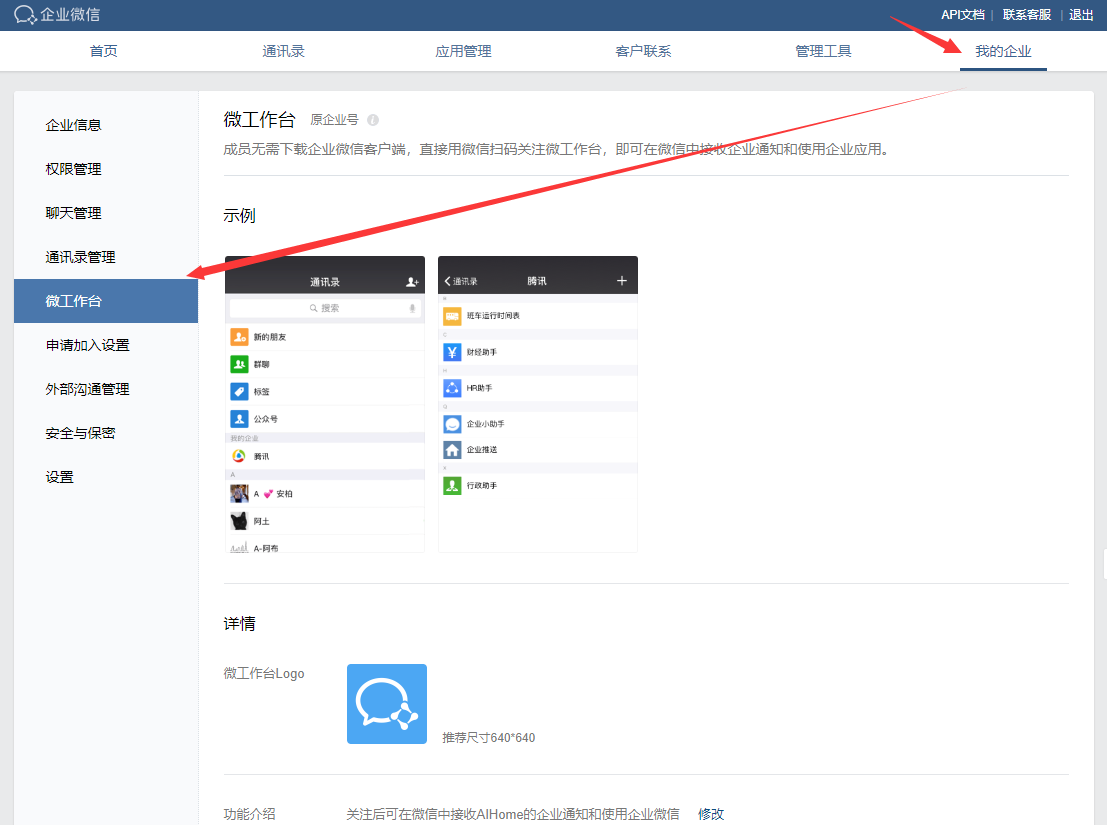 企业微信
API文档 | 联系客服 | 退出
首页 通讯录 应用管理 客户联系 管理工具 我的企业
企业信息
权限管理
聊天管理
通讯录管理
微工作台
申请加入设置
外部沟通管理
安全与保密
设置
微工作台 原企业号
成员无需下载企业微信客户端，直接用微信扫码关注微工作台，即可在微信中接收企业通知和使用企业应用。
示例
通讯录
搜索
新的朋友
群聊
标签
公众号
我的企业
腾讯
A
A 💕 安柏
阿土
A-阿布
通讯录 腾讯 +
班车运行时间表
财经助手
HR助手
企业小助手
企业推送
行政助手
详情
微工作台Logo
推荐尺寸640*640
功能介绍 关注后可在微信中接收AIHome的企业通知和使用企业微信 修改